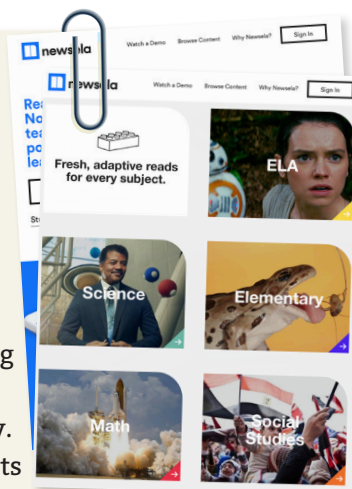 newsela Watch a Demo Browse Content Why Newsela? Sign In
newsela Watch a Demo Browse Content Why Newsela? Sign In
Fresh, adaptive reads
for every subject.
ELA
Science
Elementary
Math
Social
Studies